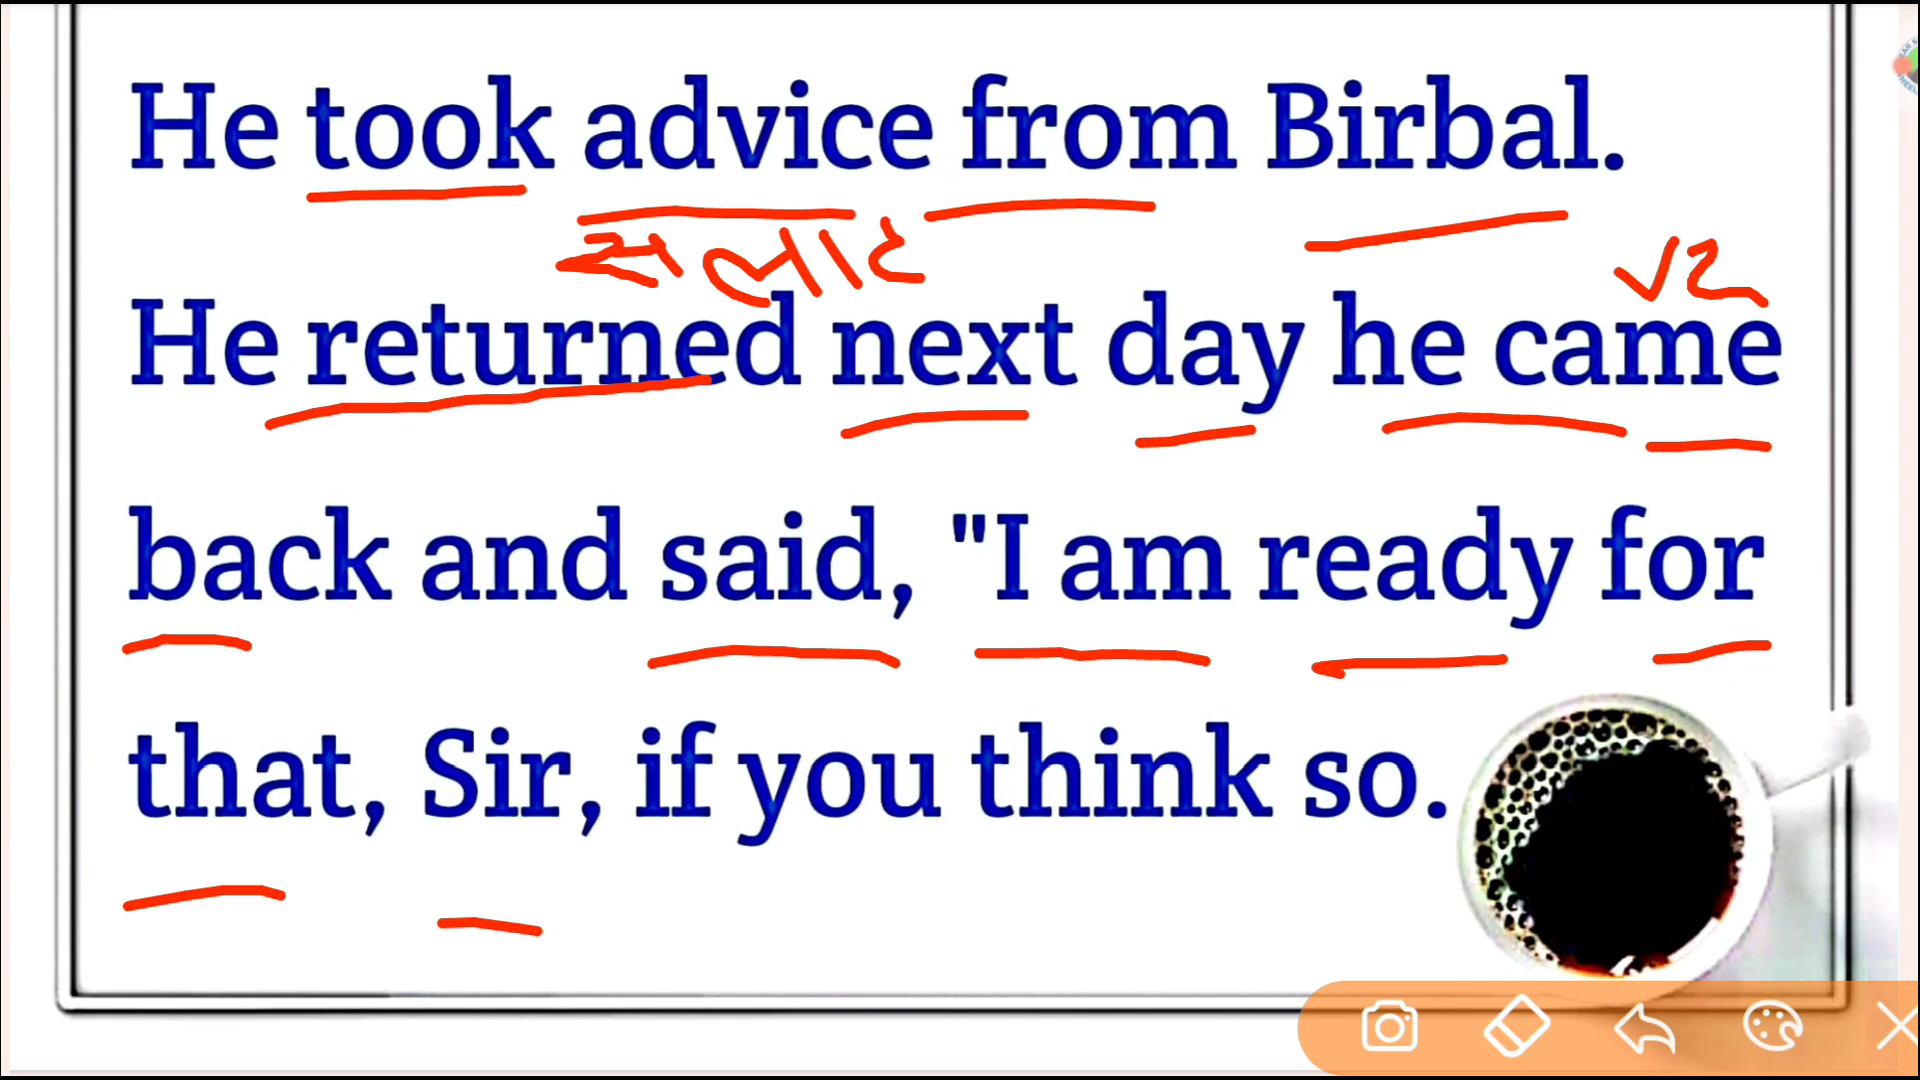 He took advice from Birbal.
सलाह
√2
He returned next day he came
back and said, "I am ready for
that, Sir, if you think so.